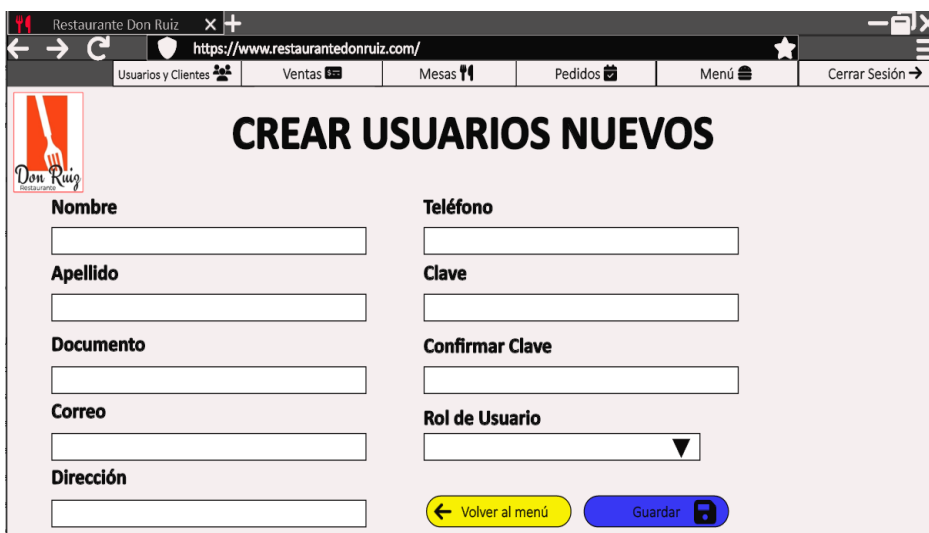 Restaurante Don Ruiz
https://www.restaurantedonruiz.com/
Usuarios y Clientes Ventas Mesas Pedidos Menú Cerrar Sesión
CREAR USUARIOS NUEVOS
Don Ruiz
Restaurante
Nombre
Apellido
Documento
Correo
Dirección
Teléfono
Clave
Confirmar Clave
Rol de Usuario
Volver al menú Guardar